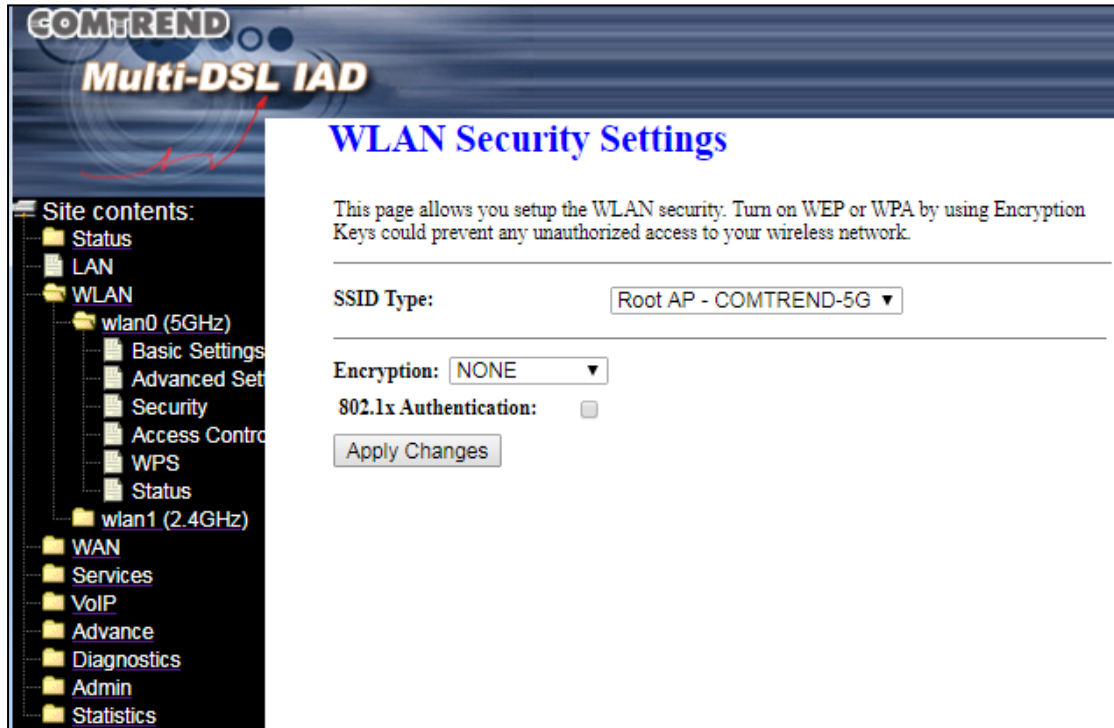 COMTREND
Multi-DSL IAD
WLAN Security Settings
This page allows you setup the WLAN security. Turn on WEP or WPA by using Encryption
Keys could prevent any unauthorized access to your wireless network.
SSID Type: Root AP - COMTREND-5G
Encryption: NONE
802.1x Authentication:
Apply Changes
Site contents:
Status
LAN
WLAN
wlan0 (5GHz)
Basic Settings
Advanced Set
Security
Access Contro
WPS
Status
wlan1 (2.4GHz)
WAN
Services
VoIP
Advance
Diagnostics
Admin
Statistics